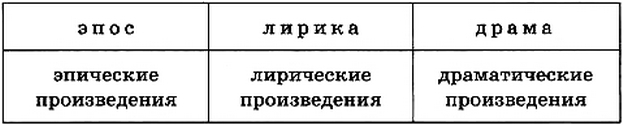 эпос лирика драма
эпические лирические драматические
произведения произведения произведения